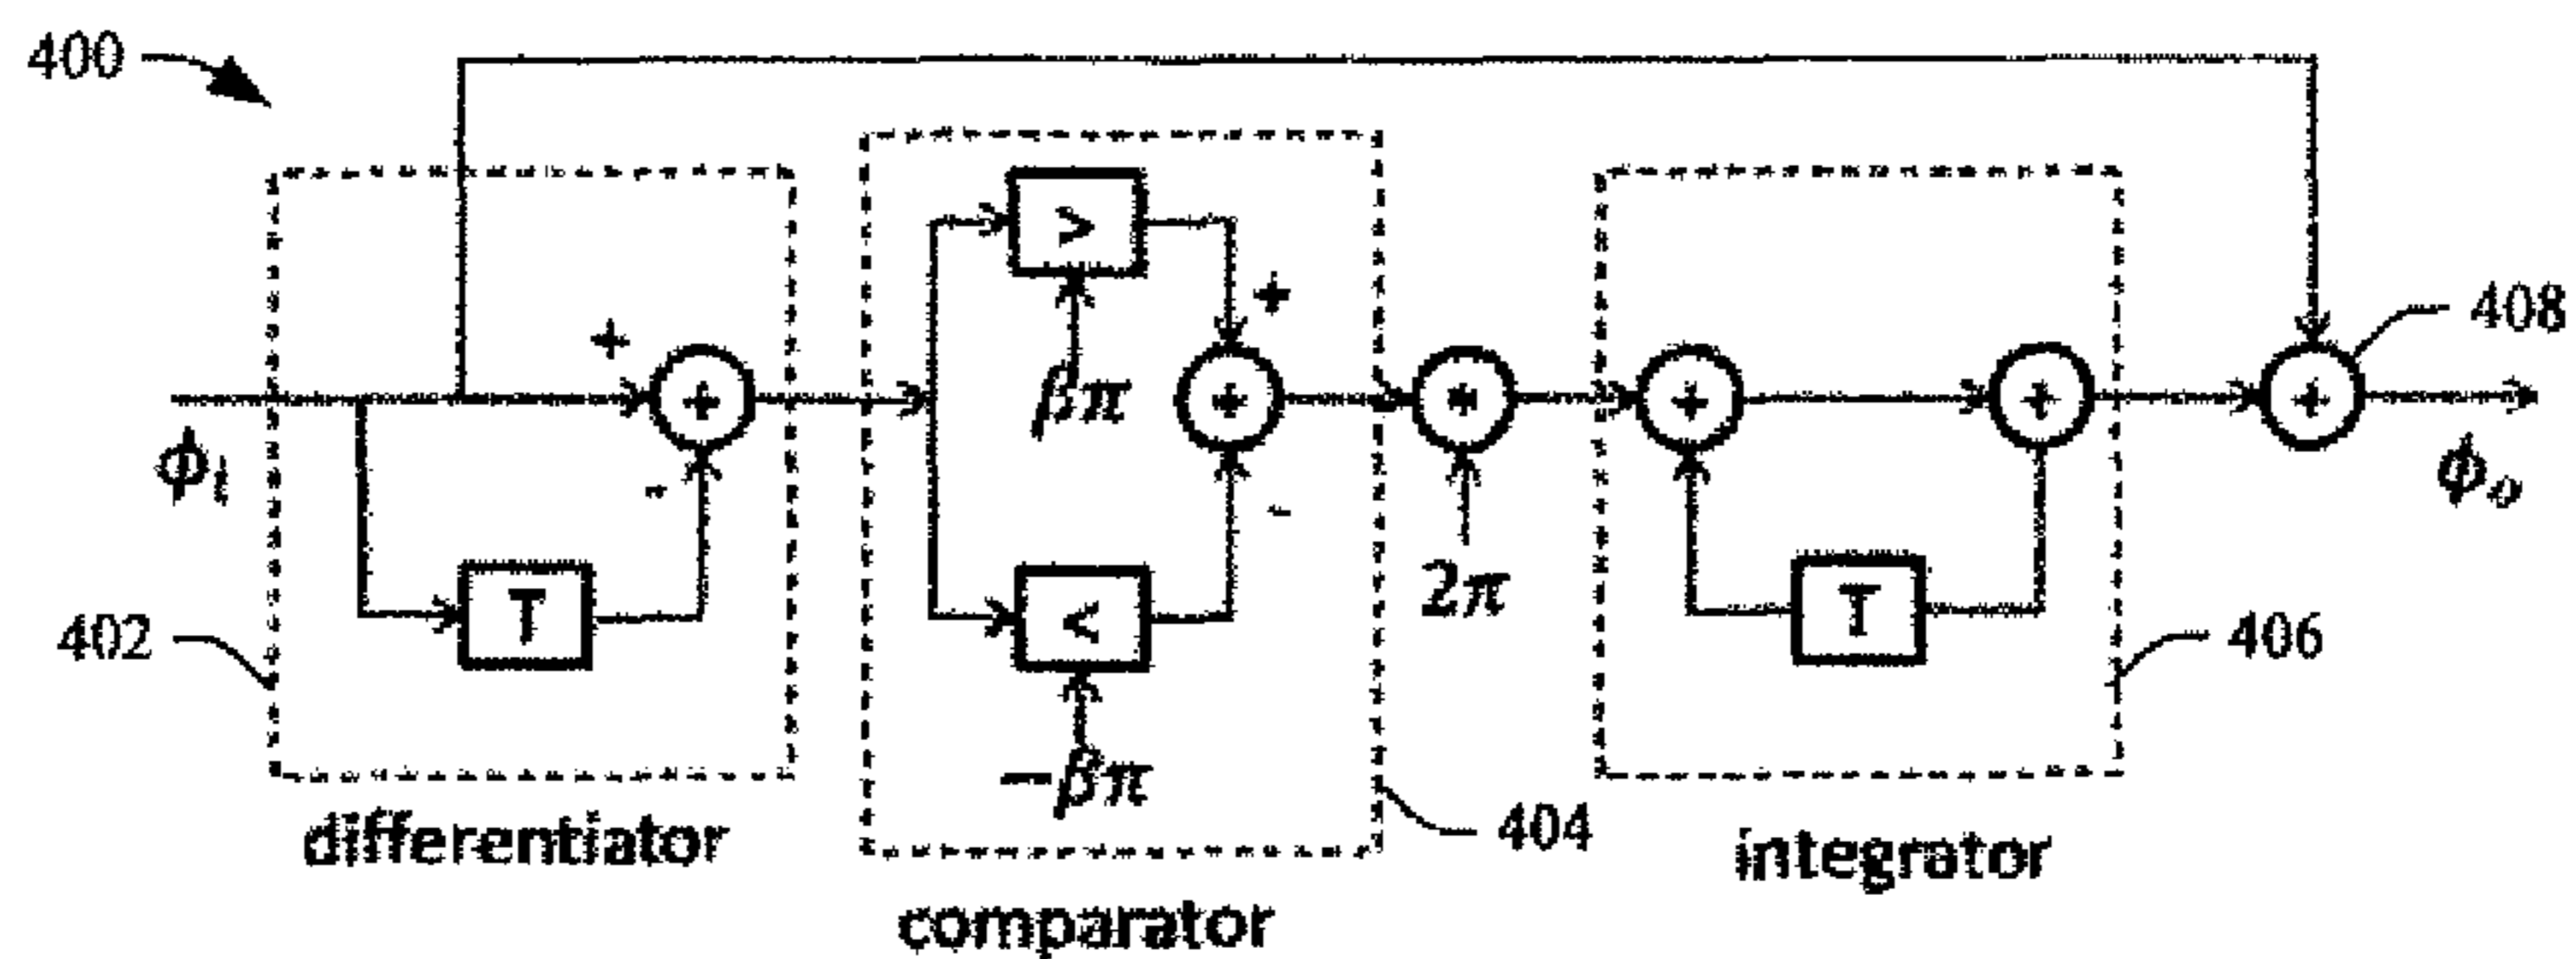 400
>
+
βπ
408
+
+
+
*
+
+
+
ϕi
-
-
2π
ϕo
T
<
T
402
406
-βπ
differentiator
404
integrator
comparator